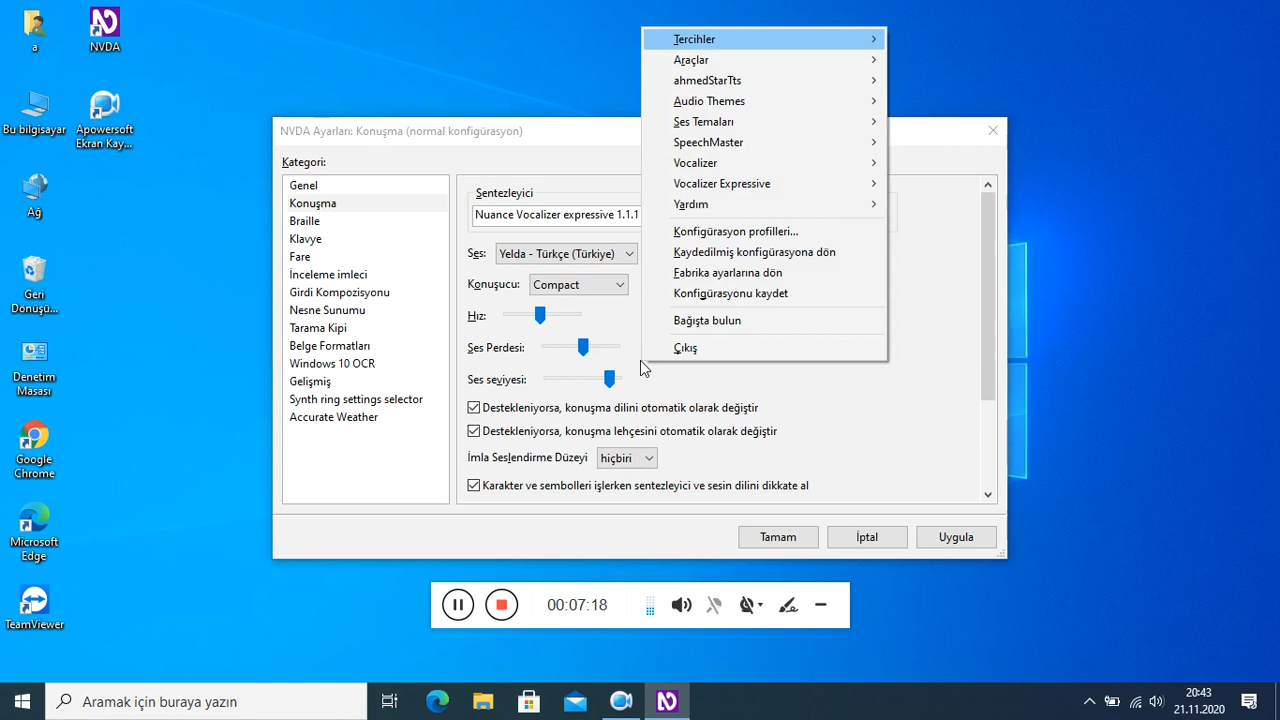 a
NVDA
Bu bilgisayar
Apowersoft
Ekran Kay...
Ağ
Geri
Dönüşü...
Denetim
Masası
Google
Chrome
Microsoft
Edge
TeamViewer
NVDA Ayarları: Konuşma (normal konfigürasyon)
Kategori:
Genel
Konuşma
Braille
Klavye
Fare
İnceleme imleci
Girdi Kompozisyonu
Nesne Sunumu
Tarama Kipi
Belge Formatları
Windows 10 OCR
Gelişmiş
Synth ring settings selector
Accurate Weather
Sentezleyici
Nuance Vocalizer expressive 1.1.1
Ses:
Yelda - Türkçe (Türkiye)
Konuşucu:
Compact
Hız:
Ses Perdesi:
Ses seviyesi:
Destekleniyorsa, konuşma dilini otomatik olarak değiştir
Destekleniyorsa, konuşma lehçesini otomatik olarak değiştir
İmla Seslendirme Düzeyi
hiçbiri
Karakter ve sembolleri işlerken sentezleyici ve sesin dilini dikkate al
Tamam
İptal
Uygula
Tercihler
Araçlar
ahmedStarTts
Audio Themes
Ses Temaları
SpeechMaster
Vocalizer
Vocalizer Expressive
Yardım
Konfigürasyon profilleri...
Kaydedilmiş konfigürasyona dön
Fabrika ayarlarına dön
Konfigürasyonu kaydet
Bağışta bulun
Çıkış
00:07:18
Aramak için buraya yazın
20:43
21.11.2020